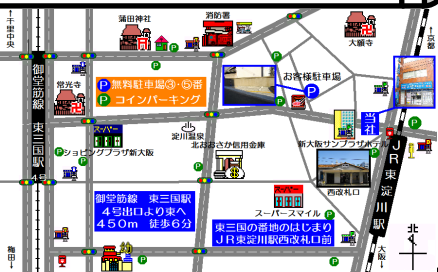 蒲田神社
消防署
大願寺
↑千里中央
↑京都
御堂筋線 東三国駅
4号
常光寺
P 無料駐車場③・⑤番
P コインパーキング
お客様駐車場
P
当社
スーパー
ショピングプラザ新大阪
淀川温泉
北おおさか信用金庫
新大阪サンプラザホテル
西改札口
JR東淀川駅
御堂筋線 東三国駅
4号出口より東へ
450m 徒歩6分
スーパー
スーパースマイル
東三国の番地のはじまり
JR東淀川駅西改札口前
梅田↓
大阪↓
北